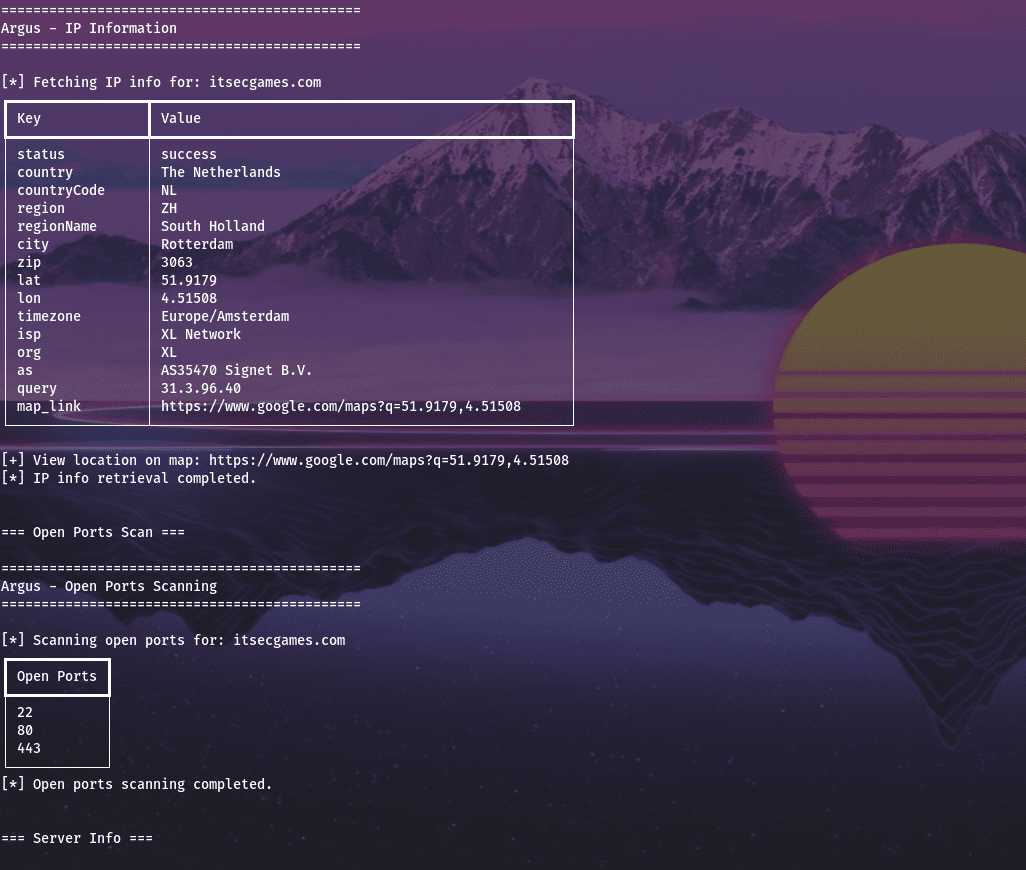 =============================================
Argus - IP Information
=============================================
[*] Fetching IP info for: itsecgames.com
Key Value
status success
country The Netherlands
countryCode NL
region ZH
regionName South Holland
city Rotterdam
zip 3063
lat 51.9179
lon 4.51508
timezone Europe/Amsterdam
isp XL Network
org XL
as AS35470 Signet B.V.
query 31.3.96.40
map_link https://www.google.com/maps?q=51.9179,4.51508
[+] View location on map: https://www.google.com/maps?q=51.9179,4.51508
[*] IP info retrieval completed.
=== Open Ports Scan ===
=============================================
Argus - Open Ports Scanning
=============================================
[*] Scanning open ports for: itsecgames.com
Open Ports
22
80
443
[*] Open ports scanning completed.
=== Server Info ===